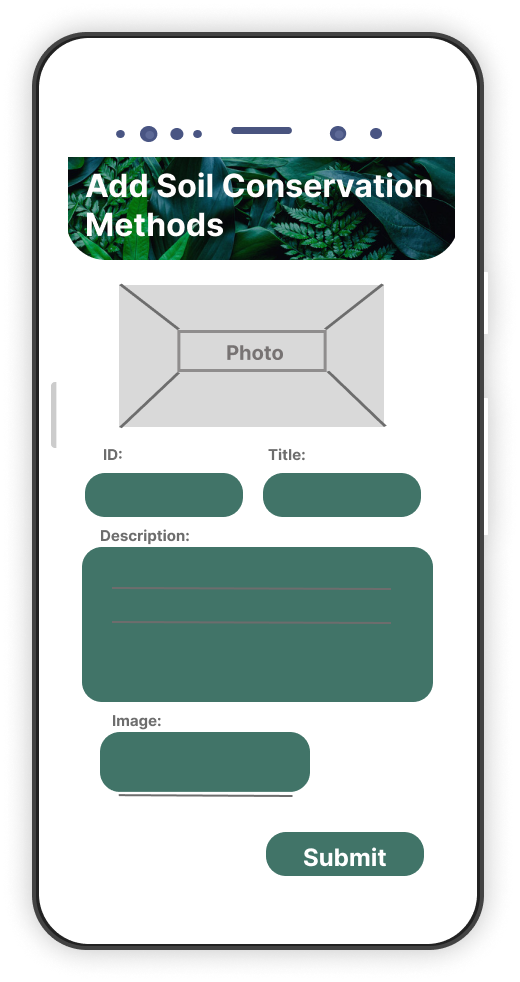 Add Soil Conservation
Methods
Photo
ID: Title:
Description:
Image:
Submit